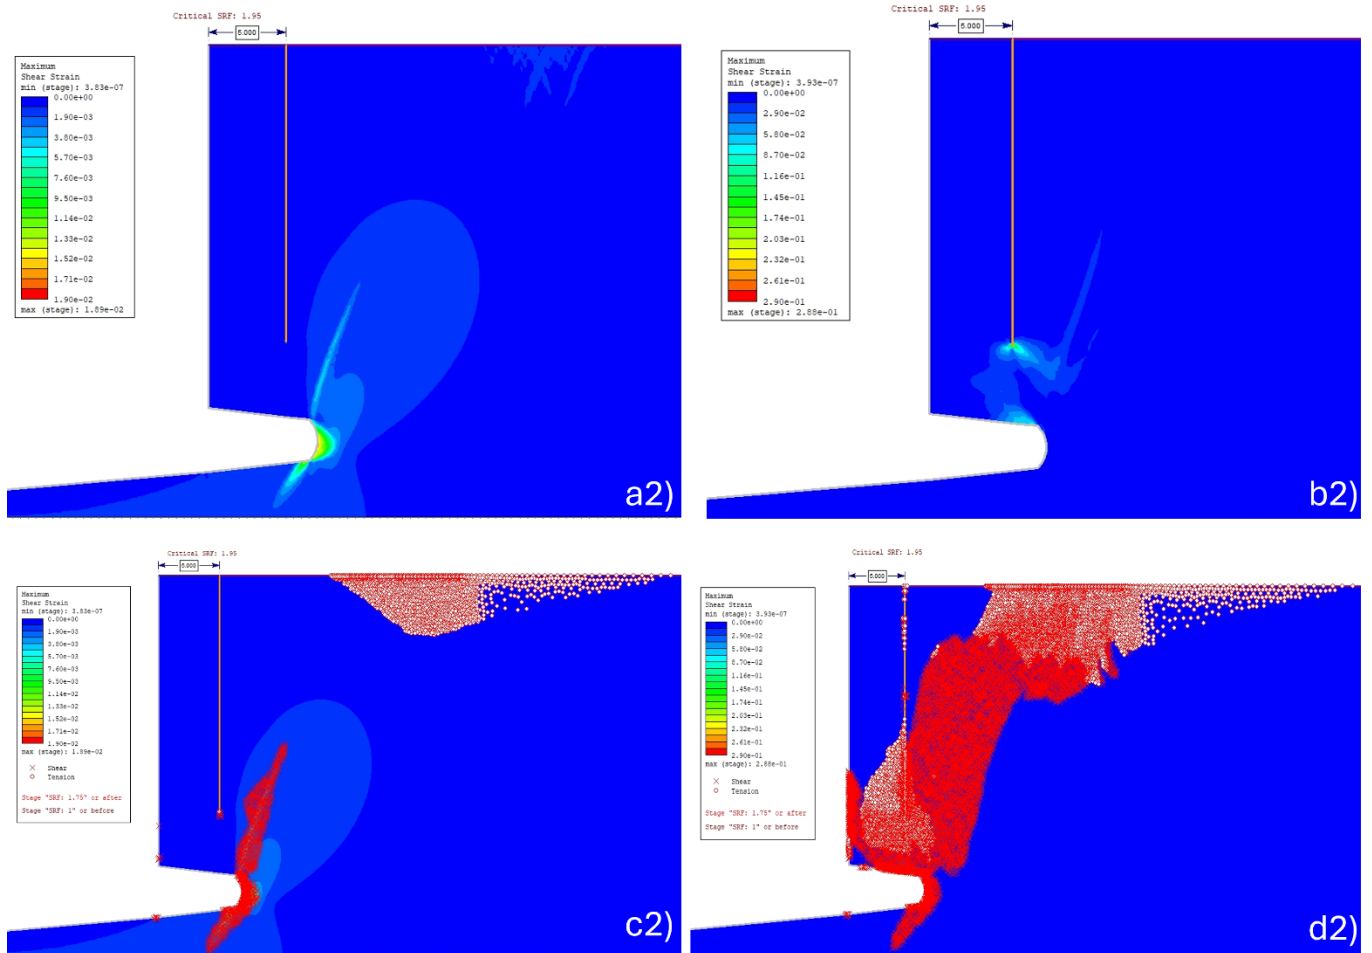 Critical SRF: 1.95
5.000
Maximum
Shear Strain
min (stage): 3.83e-07
0.00e+00
1.90e-03
3.80e-03
5.70e-03
7.60e-03
9.50e-03
1.14e-02
1.33e-02
1.52e-02
1.71e-02
1.90e-02
max (stage): 1.89e-02
a2)
Critical SRF: 1.95
5.000
Maximum
Shear Strain
min (stage): 3.93e-07
0.00e+00
2.90e-02
5.80e-02
8.70e-02
1.16e-01
1.45e-01
1.74e-01
2.03e-01
2.32e-01
2.61e-01
2.90e-01
max (stage): 2.88e-01
b2)
Critical SRF: 1.95
5.000
Maximum
Shear Strain
min (stage): 3.83e-07
0.00e+00
1.90e-03
3.80e-03
5.70e-03
7.60e-03
9.50e-03
1.14e-02
1.33e-02
1.52e-02
1.71e-02
1.90e-02
max (stage): 1.89e-02
Shear
Tension
Stage "SRF: 1.75" or after
Stage "SRF: 1" or before
c2)
Critical SRF: 1.95
5.000
Maximum
Shear Strain
min (stage): 3.93e-07
0.00e+00
2.90e-02
5.80e-02
8.70e-02
1.16e-01
1.45e-01
1.74e-01
2.03e-01
2.32e-01
2.61e-01
2.90e-01
max (stage): 2.88e-01
Shear
Tension
Stage "SRF: 1.75" or after
Stage "SRF: 1" or before
d2)